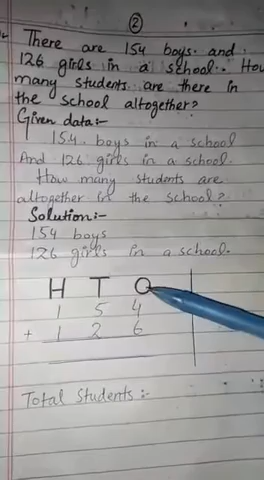 2
There are 154 boys. and
126 girls in a school. How
many students are there in
the school altogether?
Given data:-
154 boys in a school
And 126 girls in a school.
How many students are
altogether in the school?
Solution:-
154 boys
126 girls in a school.
H T O
1 5 4
+ 1 2 6
Total Students:-